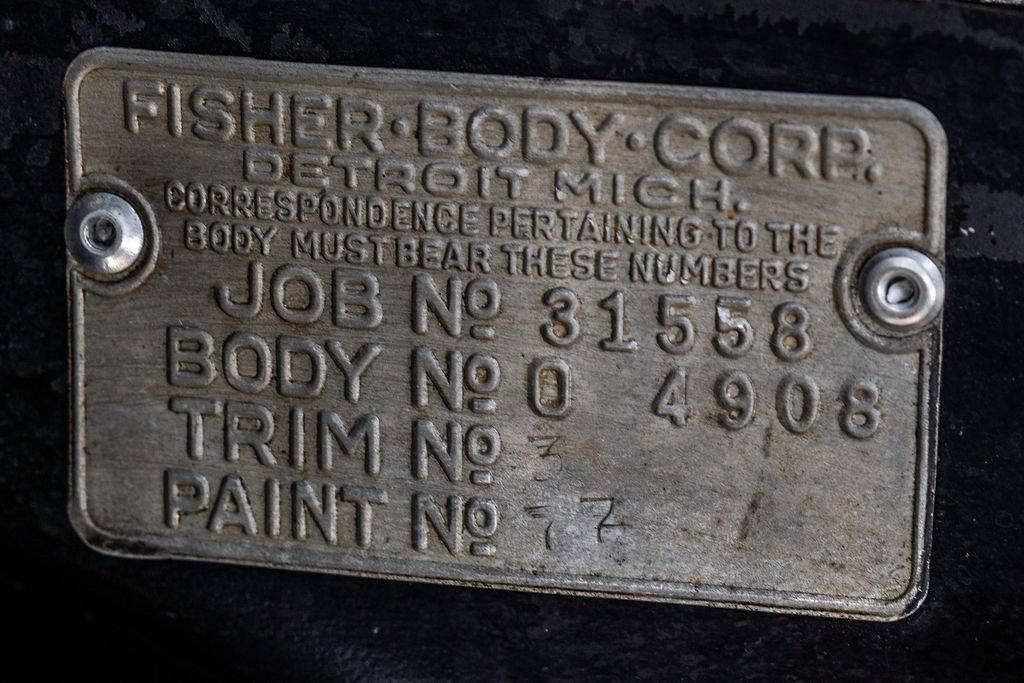 FISHER·BODY·CORP.
DETROIT MICH.
CORRESPONDENCE PERTAINING TO THE
BODY MUST BEAR THESE NUMBERS
JOB No 31558
BODY No 0 4908
TRIM No 3
PAINT No 77